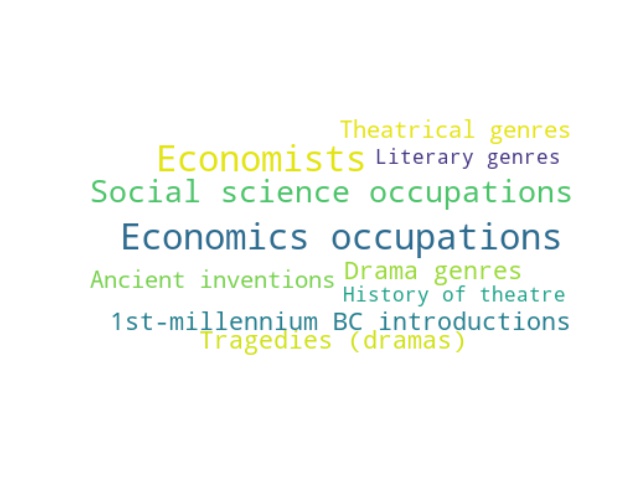 Theatrical genres
Economists
Literary genres
Social science occupations
Economics occupations
Drama genres
Ancient inventions
History of theatre
1st-millennium BC introductions
Tragedies (dramas)